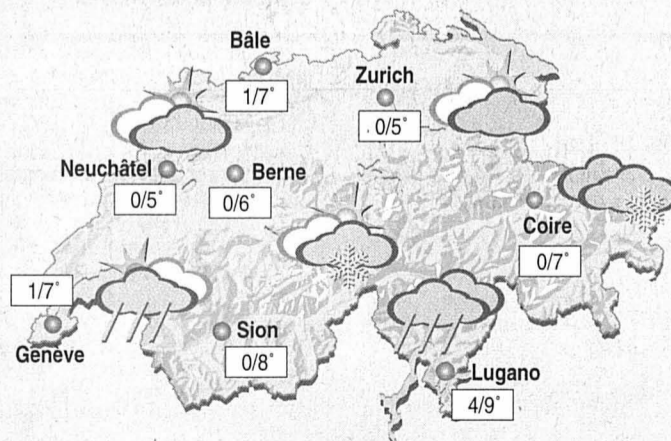 Bâle
1/7°
Zurich
0/5°
Neuchâtel
0/5°
Berne
0/6°
Coire
0/7°
1/7°
Genève
Sion
0/8°
Lugano
4/9°